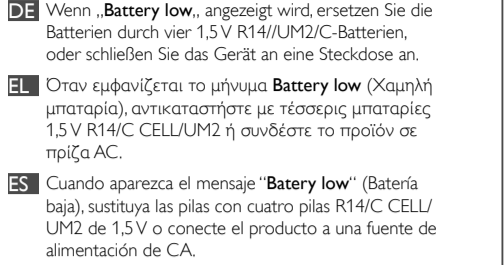 DE Wenn „Battery low„ angezeigt wird, ersetzen Sie die
Batterien durch vier 1,5 V R14//UM2/C-Batterien,
oder schließen Sie das Gerät an eine Steckdose an.
EL Όταν εμφανίζεται το μήνυμα Battery low (Χαμηλή
μπαταρία), αντικαταστήστε με τέσσερις μπαταρίες
1,5 V R14/C CELL/UM2 ή συνδέστε το προϊόν σε
πρίζα AC.
ES Cuando aparezca el mensaje “Batery low“ (Batería
baja), sustituya las pilas con cuatro pilas R14/C CELL/
UM2 de 1,5 V o conecte el producto a una fuente de
alimentación de CA.